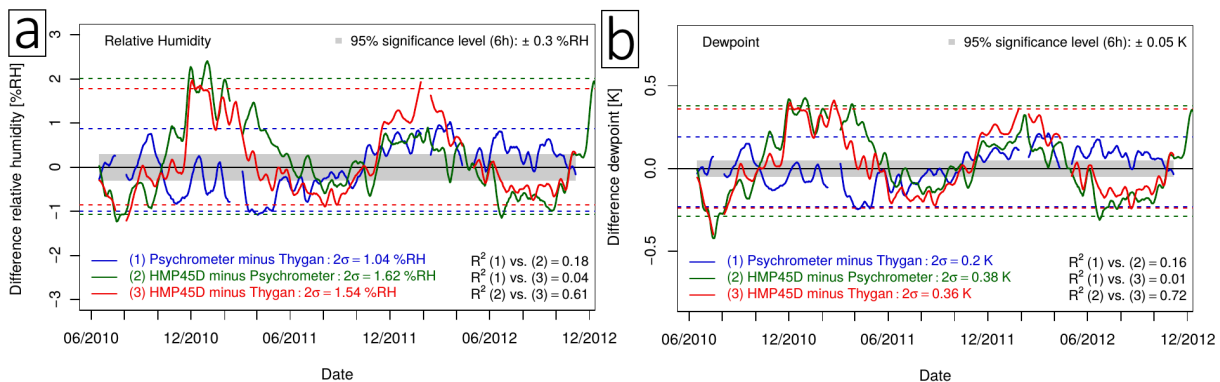 a
Relative Humidity
95% significance level (6h): ± 0.3 %RH
Difference relative humidity [%RH]
3
2
1
0
−1
−2
−3
(1) Psychrometer minus Thygan : 2σ = 1.04 %RH
(2) HMP45D minus Psychrometer : 2σ = 1.62 %RH
(3) HMP45D minus Thygan : 2σ = 1.54 %RH
R² (1) vs. (2) = 0.18
R² (1) vs. (3) = 0.04
R² (2) vs. (3) = 0.61
06/2010 12/2010 06/2011 12/2011 06/2012 12/2012
Date
b
Dewpoint
95% significance level (6h): ± 0.05 K
Difference dewpoint [K]
0.5
0.0
−0.5
(1) Psychrometer minus Thygan : 2σ = 0.2 K
(2) HMP45D minus Psychrometer : 2σ = 0.38 K
(3) HMP45D minus Thygan : 2σ = 0.36 K
R² (1) vs. (2) = 0.16
R² (1) vs. (3) = 0.01
R² (2) vs. (3) = 0.72
06/2010 12/2010 06/2011 12/2011 06/2012 12/2012
Date